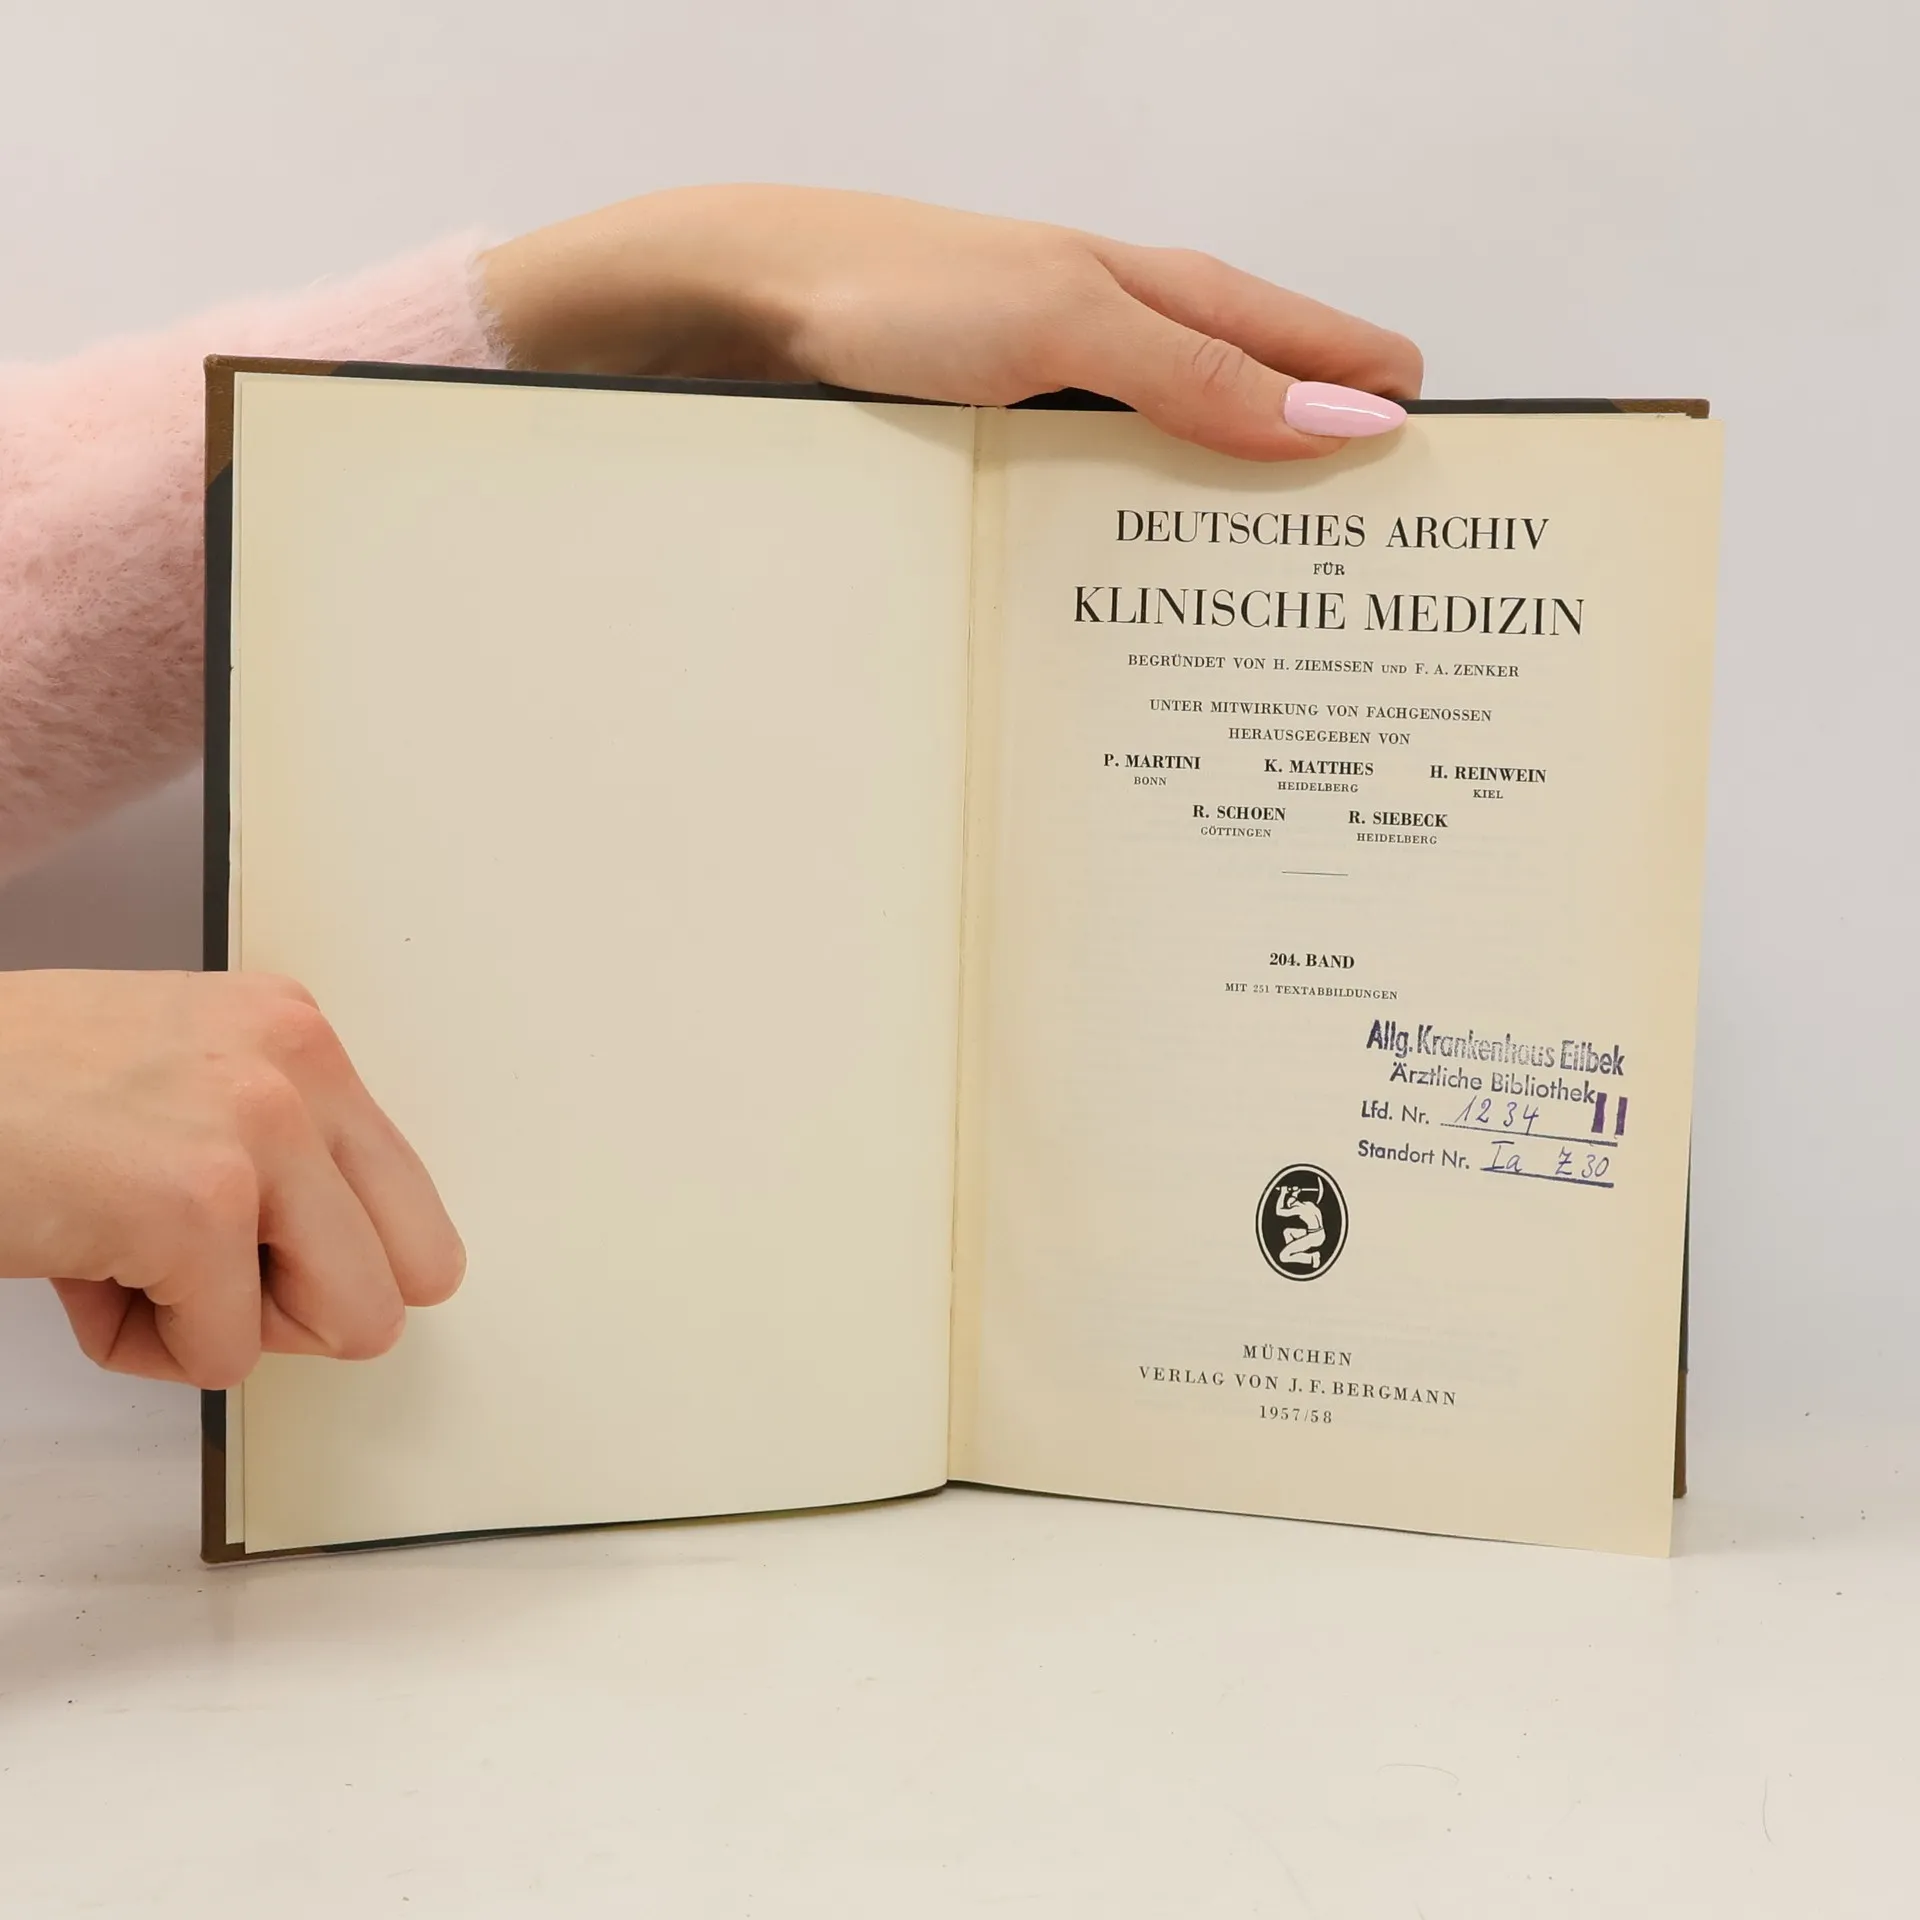 DEUTSCHES ARCHIV
FÜR
KLINISCHE MEDIZIN
BEGRÜNDET VON H. ZIEMSSEN UND F. A. ZENKER
UNTER MITWIRKUNG VON FACHGENOSSEN
HERAUSGEGEBEN VON
P. MARTINI K. MATTHES H. REINWEIN
BONN HEIDELBERG KIEL
R. SCHOEN R. SIEBECK
GÖTTINGEN HEIDELBERG
204. BAND
MIT 251 TEXTABBILDUNGEN
Allg. Krankenhaus Eilbek
Ärztliche Bibliothek
Lfd. Nr. 1234
Standort Nr. Ia Z 30
MÜNCHEN
VERLAG VON J. F. BERGMANN
1957/58